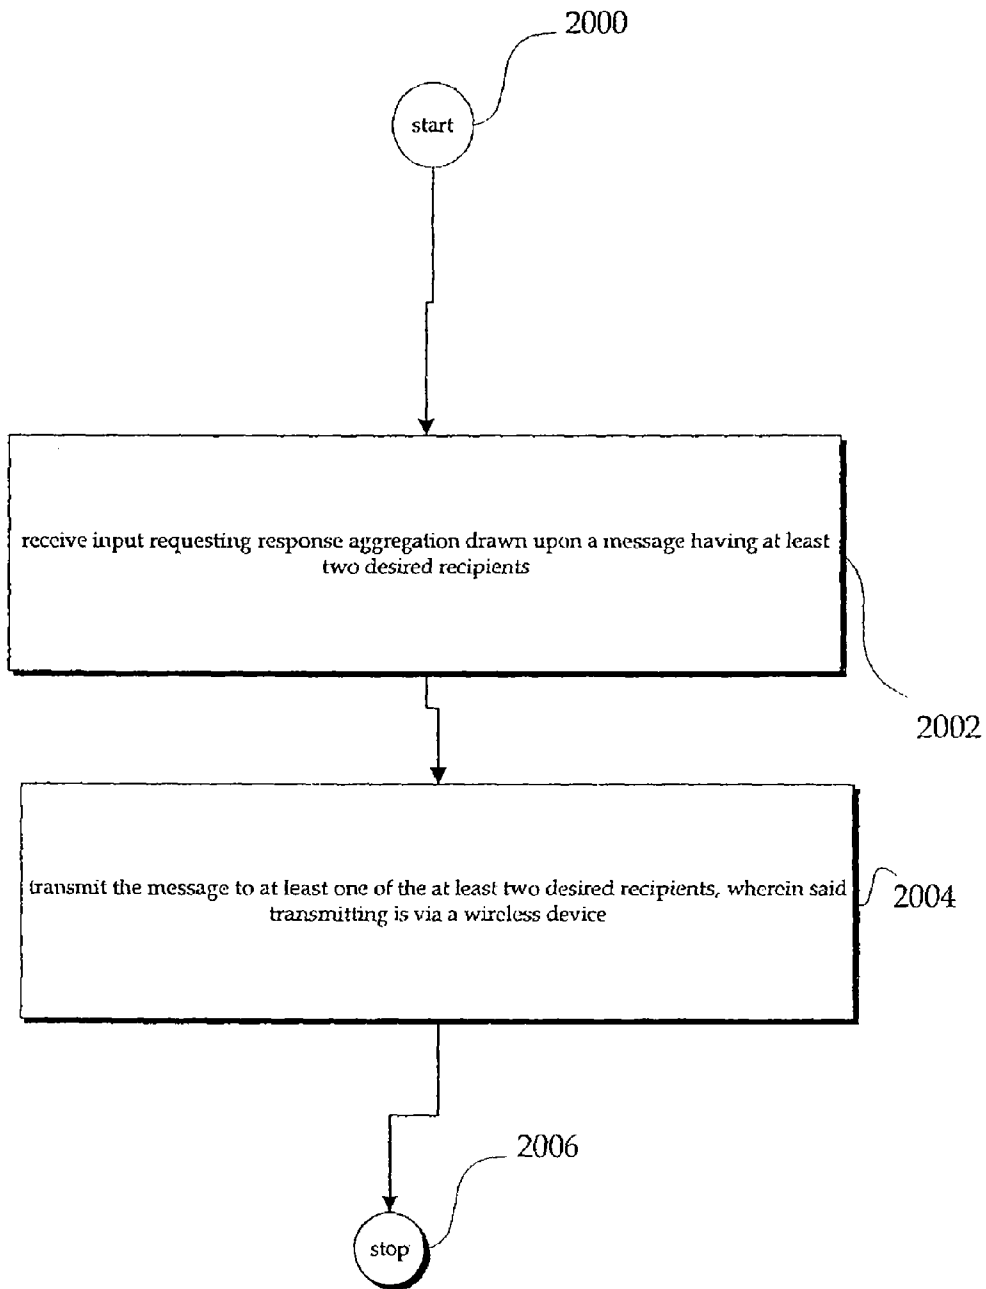 2000
start
receive input requesting response aggregation drawn upon a message having at least
two desired recipients
2002
transmit the message to at least one of the at least two desired recipients, wherein said
transmitting is via a wireless device
2004
2006
stop